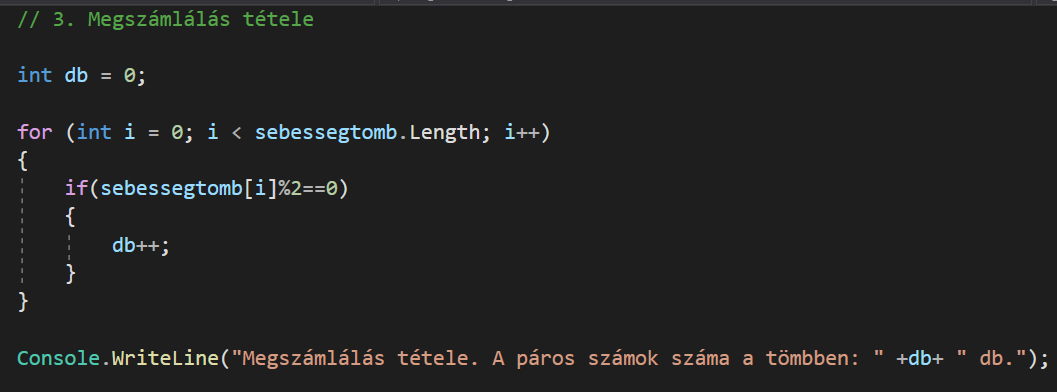 // 3. Megszámlálás tétele
int db = 0;
for (int i = 0; i < sebessegtomb.Length; i++)
{
if(sebessegtomb[i]%2==0)
{
db++;
}
}
Console.WriteLine("Megszámlálás tétele. A páros számok száma a tömbben: " +db+ " db.");